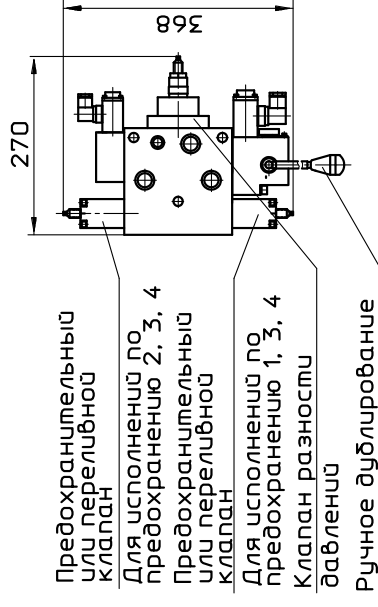 368
270
Предохранительный
или переливной
клапан
Для исполнений по
предохранению 2, 3, 4
Предохранительный
или переливной
клапан
Для исполнений по
предохранению 1, 3, 4
Клапан разности
давлений
Ручное дублирование